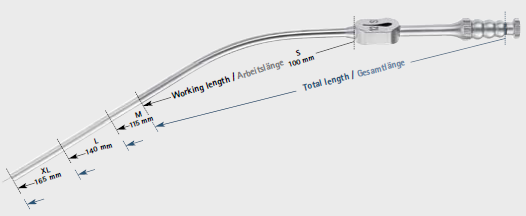 S
Working length / Arbeitslänge 100 mm
Total length / Gesamtlänge
M
115 mm
L
140 mm
XL
165 mm